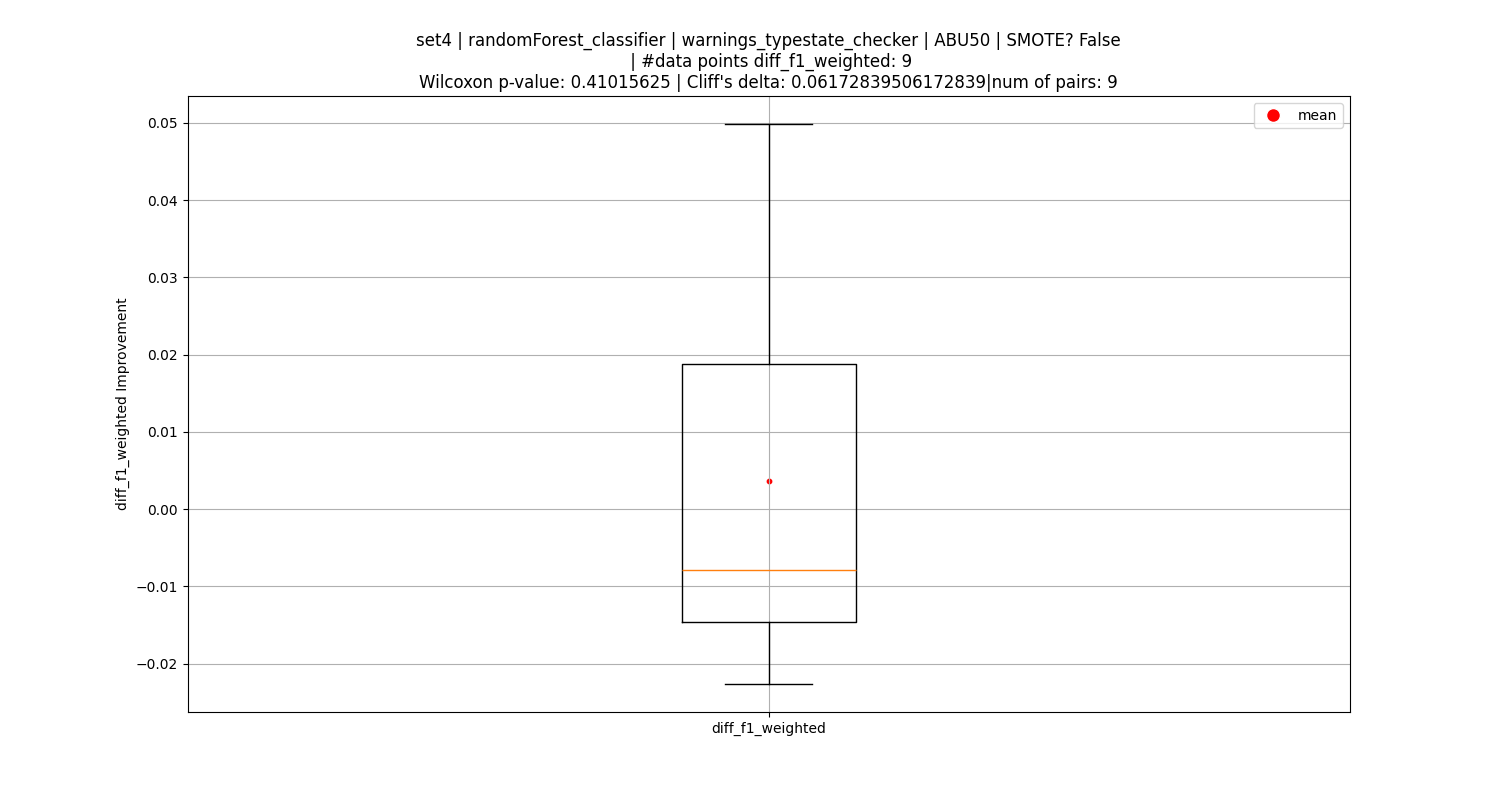 set4 | randomForest_classifier | warnings_typestate_checker | ABU50 | SMOTE? False
| #data points diff_f1_weighted: 9
Wilcoxon p-value: 0.41015625 | Cliff's delta: 0.06172839506172839|num of pairs: 9
mean
0.05
0.04
0.03
0.02
0.01
0.00
−0.01
−0.02
diff_f1_weighted Improvement
diff_f1_weighted